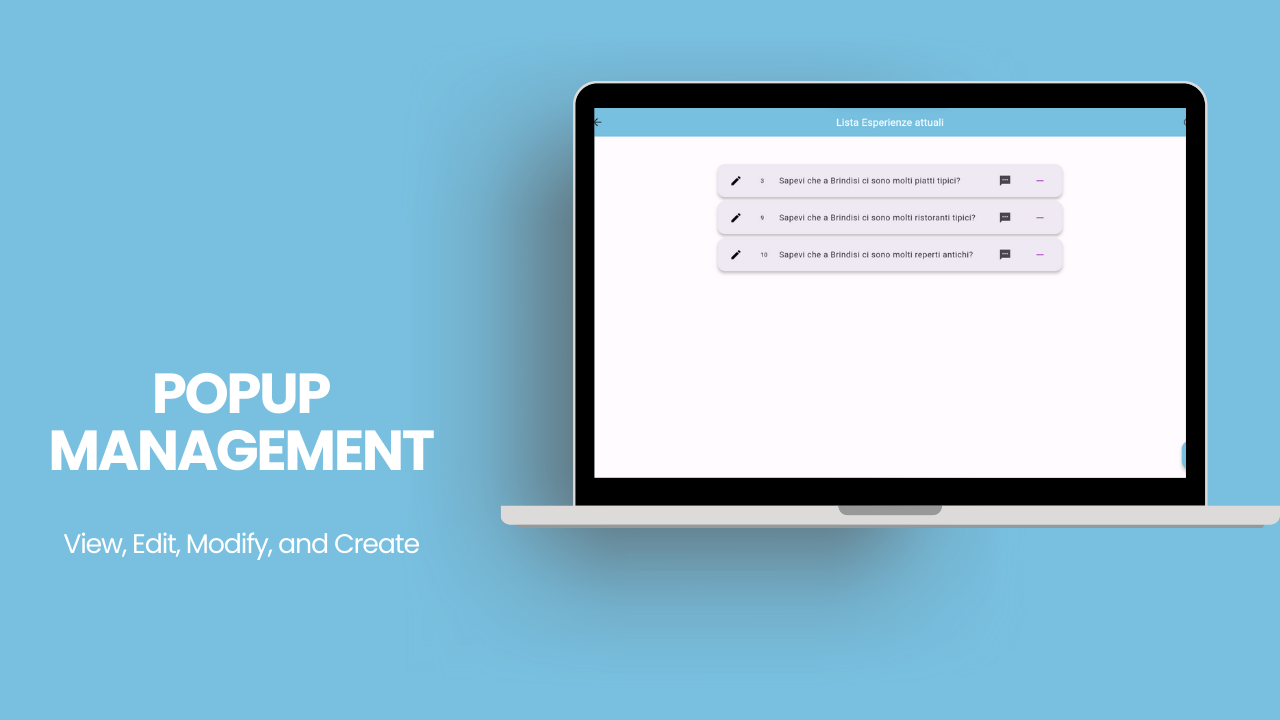 POPUP
MANAGEMENT
View, Edit, Modify, and Create
Lista Esperienze attuali
3 Sapevi che a Brindisi ci sono molti piatti tipici?
9 Sapevi che a Brindisi ci sono molti ristoranti tipici?
10 Sapevi che a Brindisi ci sono molti reperti antichi?